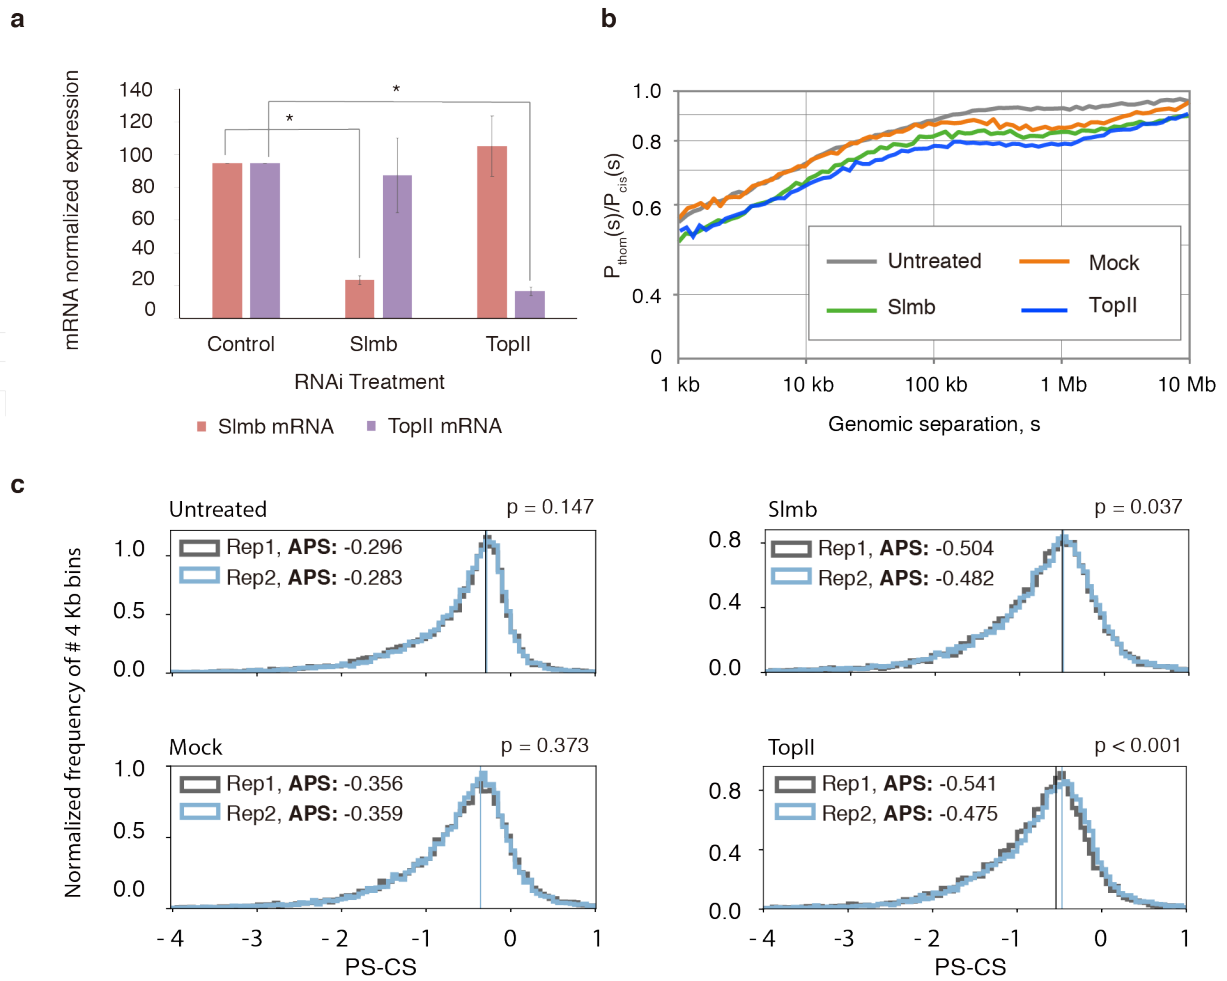 a
mRNA normalized expression
140
120
100
80
60
40
20
0
*
*
Control
Slmb
TopII
RNAi Treatment
Slmb mRNA
TopII mRNA
b
Pthom(s)/Pcis(s)
1.0
0.8
0.6
0.4
0
Untreated
Mock
Slmb
TopII
1 kb
10 kb
100 kb
1 Mb
10 Mb
Genomic separation, s
c
Normalized frequency of # 4 Kb bins
Untreated
p = 0.147
1.0
0.5
0.0
Rep1, APS: -0.296
Rep2, APS: -0.283
Slmb
p = 0.037
0.8
0.4
0.0
Rep1, APS: -0.504
Rep2, APS: -0.482
Mock
p = 0.373
1.0
0.5
0.0
Rep1, APS: -0.356
Rep2, APS: -0.359
- 4
-3
- 2
-1
0
1
PS-CS
TopII
p < 0.001
0.8
0.4
0.0
Rep1, APS: -0.541
Rep2, APS: -0.475
- 4
-3
- 2
-1
0
1
PS-CS